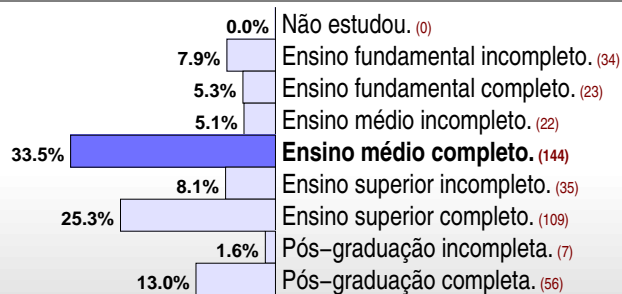 0.0% Não estudou. (0)
7.9% Ensino fundamental incompleto. (34)
5.3% Ensino fundamental completo. (23)
5.1% Ensino médio incompleto. (22)
33.5% Ensino médio completo. (144)
8.1% Ensino superior incompleto. (35)
25.3% Ensino superior completo. (109)
1.6% Pós−graduação incompleta. (7)
13.0% Pós−graduação completa. (56)